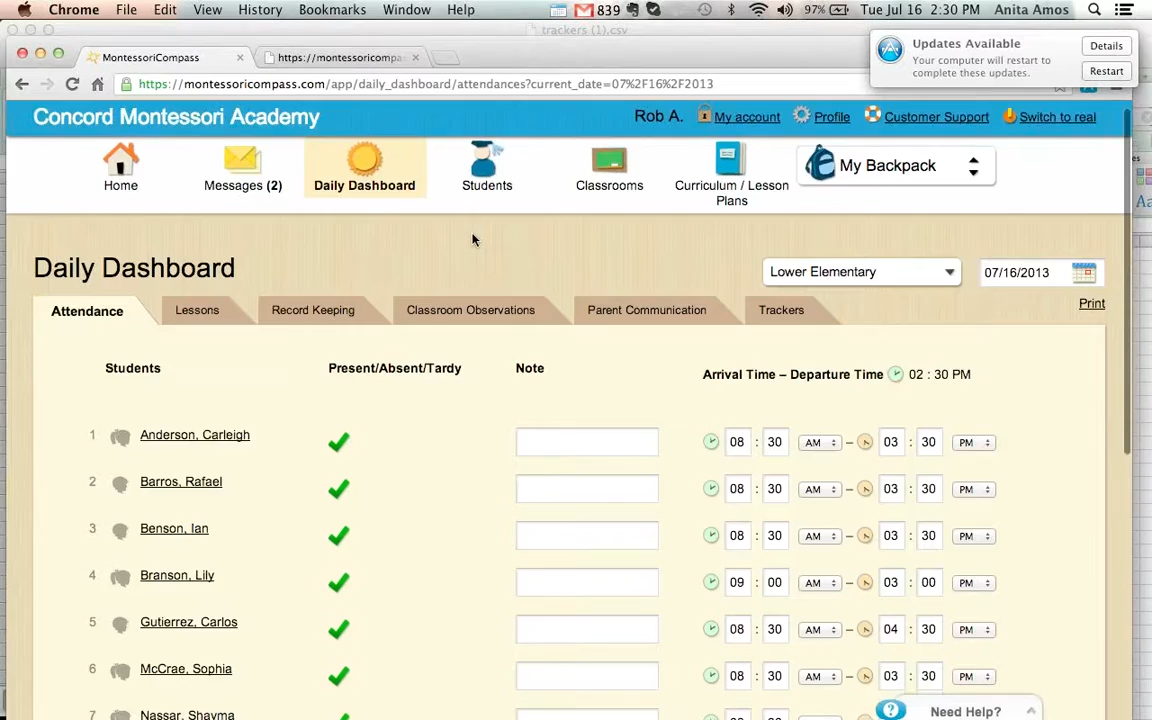 Chrome File Edit View History Bookmarks Window Help 839 97% Tue Jul 16 2:30 PM Anita Amos
trackers (1).csv
MontessoriCompass × https://montessoricompa ×
Updates Available
Your computer will restart to
complete these updates.
Details
Restart
https://montessoricompass.com/app/daily_dashboard/attendances?current_date=07%2F16%2F2013
Concord Montessori Academy Rob A. My account Profile Customer Support Switch to real
Home Messages (2) Daily Dashboard Students Classrooms Curriculum / Lesson
Plans
My Backpack
Daily Dashboard Lower Elementary 07/16/2013
Print
Attendance Lessons Record Keeping Classroom Observations Parent Communication Trackers
Students Present/Absent/Tardy Note Arrival Time – Departure Time 02 : 30 PM
1 Anderson, Carleigh 08 : 30 AM – 03 : 30 PM
2 Barros, Rafael 08 : 30 AM – 03 : 30 PM
3 Benson, Ian 08 : 30 AM – 03 : 30 PM
4 Branson, Lily 09 : 00 AM – 03 : 00 PM
5 Gutierrez, Carlos 08 : 30 AM – 04 : 30 PM
6 McCrae, Sophia 08 : 30 AM – 03 : 30 PM
7 Nassar, Shayma
Need Help?